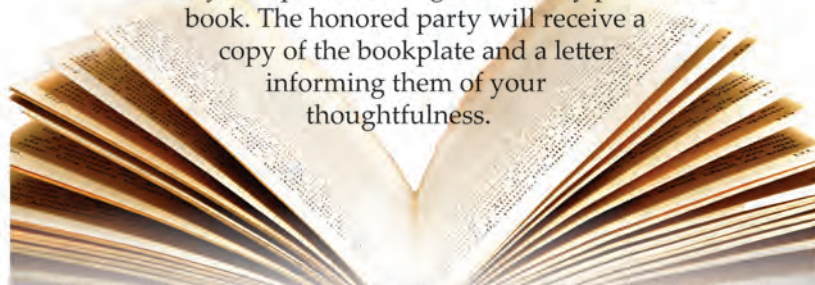 book. The honored party will receive a
copy of the bookplate and a letter
informing them of your
thoughtfulness.